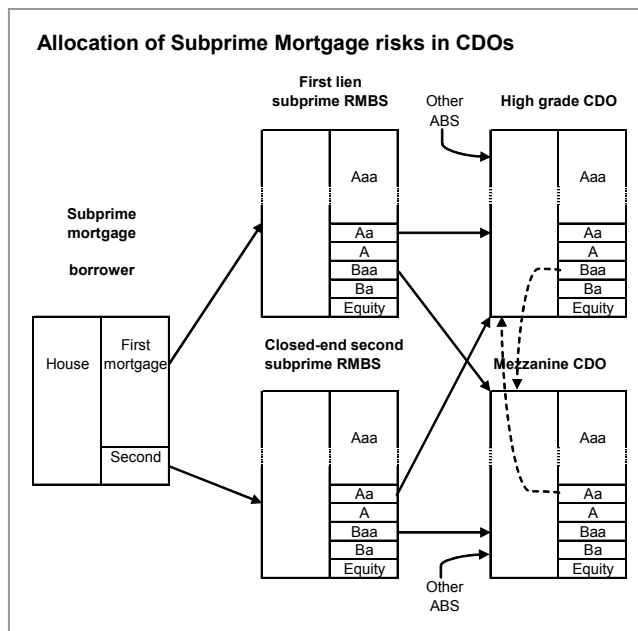 Allocation of Subprime Mortgage risks in CDOs
First lien
subprime RMBS
Other
ABS
High grade CDO
Aaa
Aa
A
Baa
Ba
Equity
Aaa
Aa
A
Baa
Ba
Equity
Subprime
mortgage
borrower
House
First
mortgage
Second
Closed-end second
subprime RMBS
Mezzanine CDO
Aaa
Aa
A
Baa
Ba
Equity
Aaa
Aa
A
Baa
Ba
Equity
Other
ABS